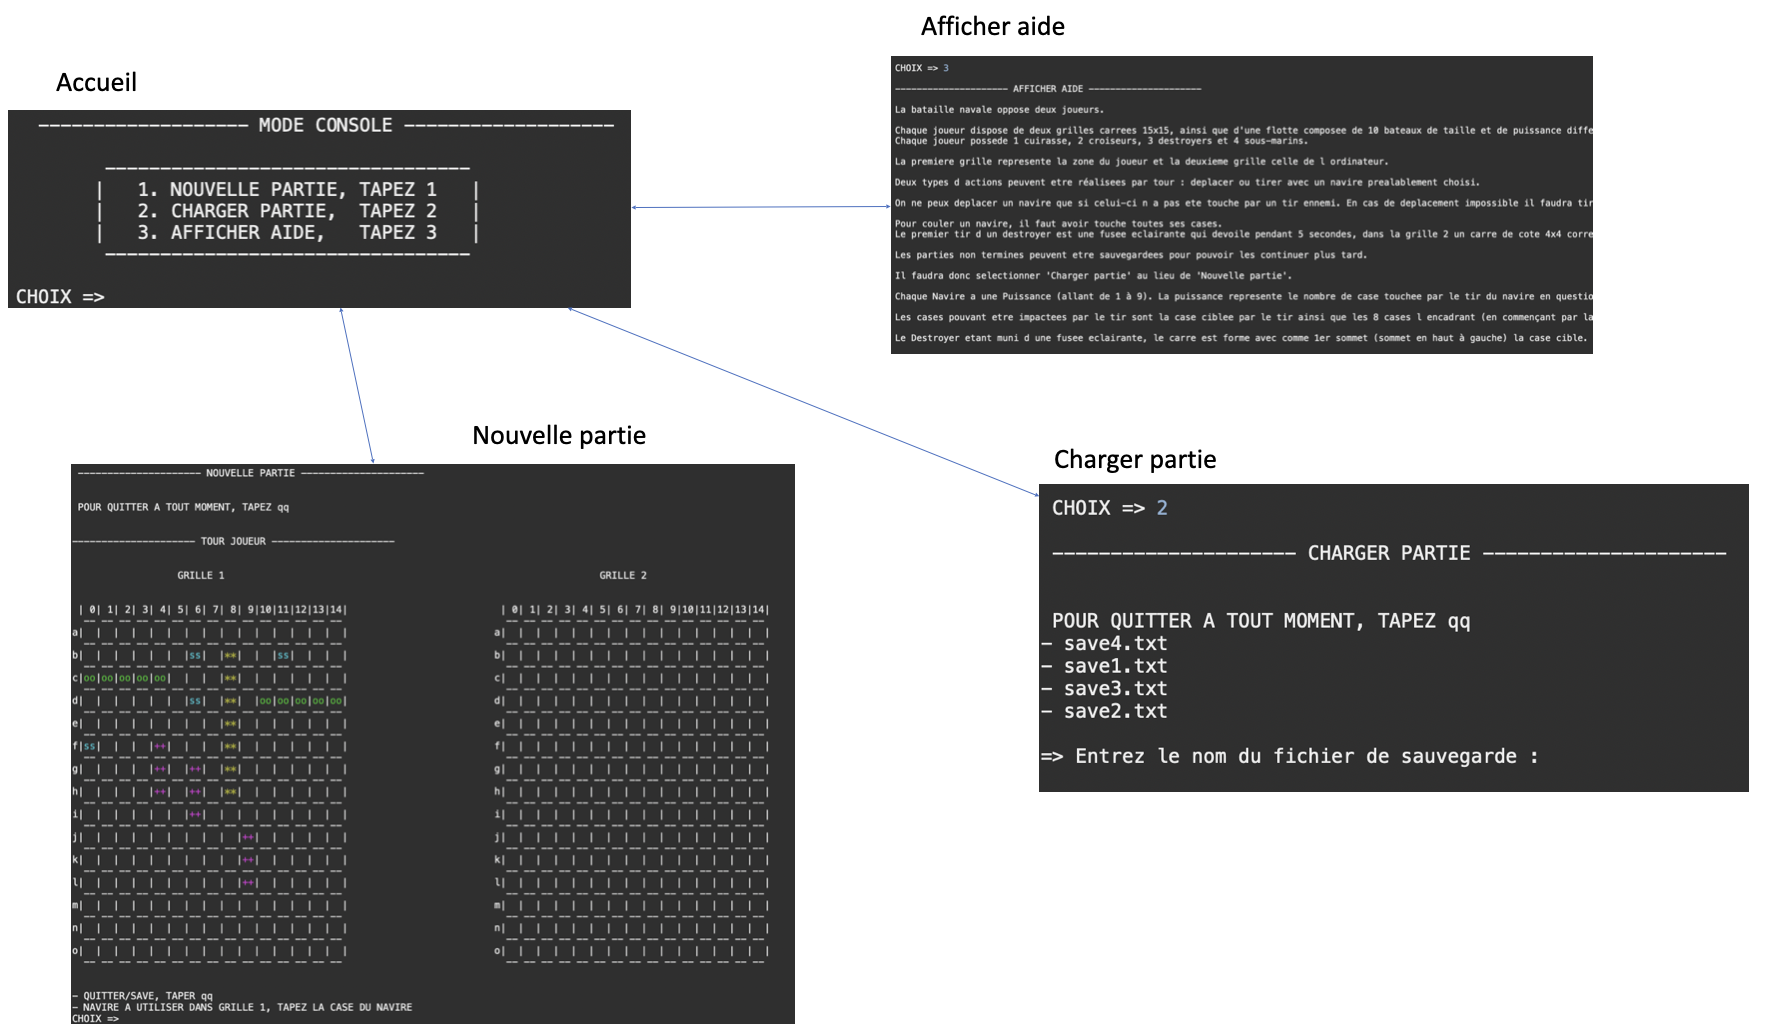 Afficher aide
Accueil
CHOIX => 3
--------------------- AFFICHER AIDE ---------------------
La bataille navale oppose deux joueurs.
Chaque joueur dispose de deux grilles carrees 15x15, ainsi que d'une flotte composee de 10 bateaux de taille et de puissance diffe
Chaque joueur possede 1 cuirasse, 2 croiseurs, 3 destroyers et 4 sous-marins.
La premiere grille represente la zone du joueur et la deuxieme grille celle de l ordinateur.
Deux types d actions peuvent etre réalisees par tour : deplacer ou tirer avec un navire prealablement choisi.
On ne peux deplacer un navire que si celui-ci n a pas ete touche par un tir ennemi. En cas de deplacement impossible il faudra tir
Pour couler un navire, il faut avoir touche toutes ses cases.
Le premier tir d un destroyer est une fusee eclairante qui devoile pendant 5 secondes, dans la grille 2 un carre de cote 4x4 corre
Les parties non termines peuvent etre sauvegardees pour pouvoir les continuer plus tard.
Il faudra donc selectionner 'Charger partie' au lieu de 'Nouvelle partie'.
Chaque Navire a une Puissance (allant de 1 à 9). La puissance represente le nombre de case touchee par le tir du navire en questio
Les cases pouvant etre impactees par le tir sont la case ciblee par le tir ainsi que les 8 cases l encadrant (en commençant par la
Le Destroyer etant muni d une fusee eclairante, le carre est forme avec comme 1er sommet (sommet en haut à gauche) la case cible.
------------------- MODE CONSOLE -------------------
| 1. NOUVELLE PARTIE, TAPEZ 1 |
| 2. CHARGER PARTIE, TAPEZ 2 |
| 3. AFFICHER AIDE, TAPEZ 3 |
CHOIX =>
Nouvelle partie
--------------------- NOUVELLE PARTIE ---------------------
POUR QUITTER A TOUT MOMENT, TAPEZ qq
--------------------- TOUR JOUEUR ---------------------
GRILLE 1 GRILLE 2
| 0| 1| 2| 3| 4| 5| 6| 7| 8| 9|10|11|12|13|14| | 0| 1| 2| 3| 4| 5| 6| 7| 8| 9|10|11|12|13|14|
a| | | | | | | | | | | | | | | | a| | | | | | | | | | | | | | | |
b| | | | | | |ss| |**| | |ss| | | | b| | | | | | | | | | | | | | | |
c|oo|oo|oo|oo|oo| | | |**| | | | | | | c| | | | | | | | | | | | | | | |
d| | | | | | |ss| |**| |oo|oo|oo|oo|oo| d| | | | | | | | | | | | | | | |
e| | | | | | | | |**| | | | | | | e| | | | | | | | | | | | | | | |
f|ss| | | |++| | | |**| | | | | | | f| | | | | | | | | | | | | | | |
g| | | | |++| |++| |**| | | | | | | g| | | | | | | | | | | | | | | |
h| | | | |++| |++| |**| | | | | | | h| | | | | | | | | | | | | | | |
i| | | | | | |++| | | | | | | | | i| | | | | | | | | | | | | | | |
j| | | | | | | | | |++| | | | | | j| | | | | | | | | | | | | | | |
k| | | | | | | | | |++| | | | | | k| | | | | | | | | | | | | | | |
l| | | | | | | | | |++| | | | | | l| | | | | | | | | | | | | | | |
m| | | | | | | | | | | | | | | | m| | | | | | | | | | | | | | | |
n| | | | | | | | | | | | | | | | n| | | | | | | | | | | | | | | |
o| | | | | | | | | | | | | | | | o| | | | | | | | | | | | | | | |
- QUITTER/SAVE, TAPER qq
- NAVIRE A UTILISER DANS GRILLE 1, TAPEZ LA CASE DU NAVIRE
CHOIX =>
Charger partie
CHOIX => 2
--------------------- CHARGER PARTIE ---------------------
POUR QUITTER A TOUT MOMENT, TAPEZ qq
- save4.txt
- save1.txt
- save3.txt
- save2.txt
=> Entrez le nom du fichier de sauvegarde :